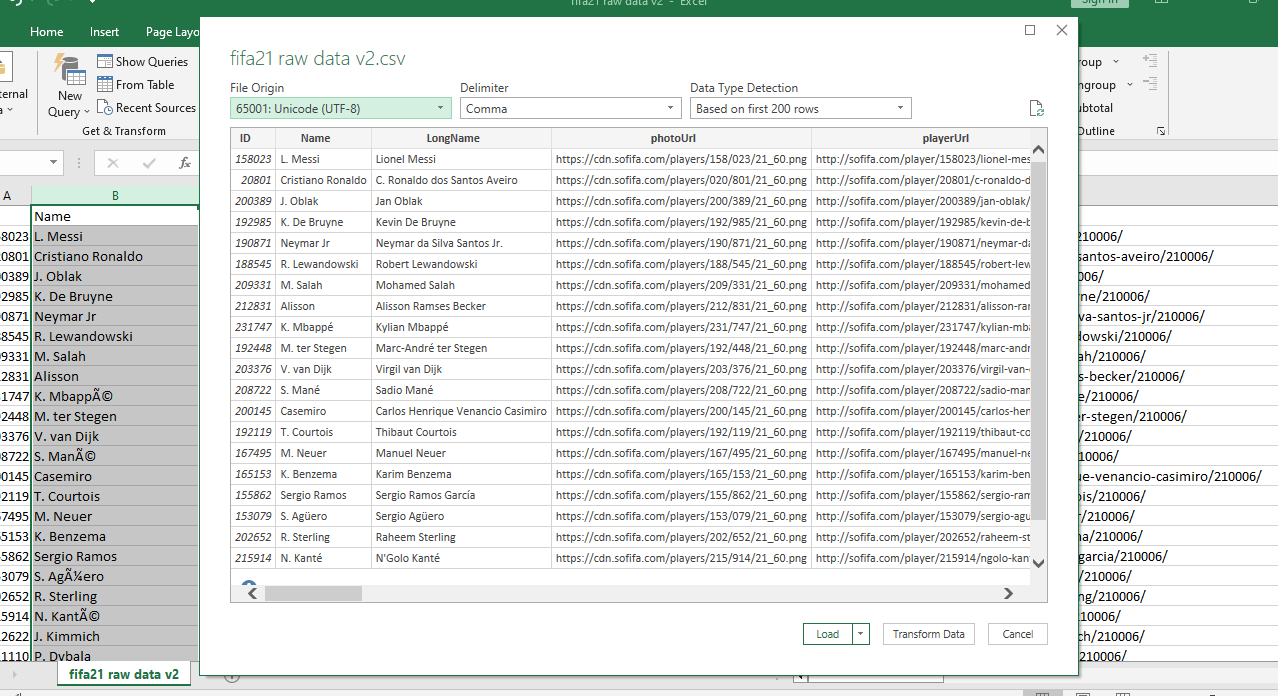 fifa21 raw data v2 - Excel
Sign in
Home Insert Page Layo
Show Queries
From Table
Recent Sources
New
Query
Get & Transform
ternal
roup
ngroup
ubtotal
Outline
fx
fifa21 raw data v2.csv
File Origin Delimiter Data Type Detection
65001: Unicode (UTF-8) Comma Based on first 200 rows
ID Name LongName photoUrl playerUrl
158023 L. Messi Lionel Messi https://cdn.sofifa.com/players/158/023/21_60.png http://sofifa.com/player/158023/lionel-mes
20801 Cristiano Ronaldo C. Ronaldo dos Santos Aveiro https://cdn.sofifa.com/players/020/801/21_60.png http://sofifa.com/player/20801/c-ronaldo-d
200389 J. Oblak Jan Oblak https://cdn.sofifa.com/players/200/389/21_60.png http://sofifa.com/player/200389/jan-oblak/
192985 K. De Bruyne Kevin De Bruyne https://cdn.sofifa.com/players/192/985/21_60.png http://sofifa.com/player/192985/kevin-de-b
190871 Neymar Jr Neymar da Silva Santos Jr. https://cdn.sofifa.com/players/190/871/21_60.png http://sofifa.com/player/190871/neymar-da
188545 R. Lewandowski Robert Lewandowski https://cdn.sofifa.com/players/188/545/21_60.png http://sofifa.com/player/188545/robert-lew
209331 M. Salah Mohamed Salah https://cdn.sofifa.com/players/209/331/21_60.png http://sofifa.com/player/209331/mohamed
212831 Alisson Alisson Ramses Becker https://cdn.sofifa.com/players/212/831/21_60.png http://sofifa.com/player/212831/alisson-ran
231747 K. Mbappé Kylian Mbappé https://cdn.sofifa.com/players/231/747/21_60.png http://sofifa.com/player/231747/kylian-mba
192448 M. ter Stegen Marc-André ter Stegen https://cdn.sofifa.com/players/192/448/21_60.png http://sofifa.com/player/192448/marc-andr
203376 V. van Dijk Virgil van Dijk https://cdn.sofifa.com/players/203/376/21_60.png http://sofifa.com/player/203376/virgil-van-
208722 S. Mané Sadio Mané https://cdn.sofifa.com/players/208/722/21_60.png http://sofifa.com/player/208722/sadio-man
200145 Casemiro Carlos Henrique Venancio Casimiro https://cdn.sofifa.com/players/200/145/21_60.png http://sofifa.com/player/200145/carlos-hen
192119 T. Courtois Thibaut Courtois https://cdn.sofifa.com/players/192/119/21_60.png http://sofifa.com/player/192119/thibaut-co
167495 M. Neuer Manuel Neuer https://cdn.sofifa.com/players/167/495/21_60.png http://sofifa.com/player/167495/manuel-ne
165153 K. Benzema Karim Benzema https://cdn.sofifa.com/players/165/153/21_60.png http://sofifa.com/player/165153/karim-ben
155862 Sergio Ramos Sergio Ramos García https://cdn.sofifa.com/players/155/862/21_60.png http://sofifa.com/player/155862/sergio-ram
153079 S. Agüero Sergio Agüero https://cdn.sofifa.com/players/153/079/21_60.png http://sofifa.com/player/153079/sergio-agu
202652 R. Sterling Raheem Sterling https://cdn.sofifa.com/players/202/652/21_60.png http://sofifa.com/player/202652/raheem-st
215914 N. Kanté N'Golo Kanté https://cdn.sofifa.com/players/215/914/21_60.png http://sofifa.com/player/215914/ngolo-kan
Load Transform Data Cancel
A B
Name
58023 L. Messi 210006/
0801 Cristiano Ronaldo santos-aveiro/210006/
00389 J. Oblak 006/
02985 K. De Bruyne ne/210006/
00871 Neymar Jr va-santos-jr/210006/
88545 R. Lewandowski dowski/210006/
09331 M. Salah ah/210006/
12831 Alisson s-becker/210006/
31747 K. MbappÃ© e/210006/
02448 M. ter Stegen er-stegen/210006/
03376 V. van Dijk /210006/
08722 S. ManÃ© 10006/
00145 Casemiro ue-venancio-casimiro/210006/
02119 T. Courtois ois/210006/
57495 M. Neuer r/210006/
55153 K. Benzema na/210006/
55862 Sergio Ramos garcia/210006/
53079 S. AgÃ¼ero /210006/
02652 R. Sterling ng/210006/
15914 N. KantÃ© 10006/
12622 J. Kimmich ch/210006/
11110 P. Dybala 210006/
fifa21 raw data v2